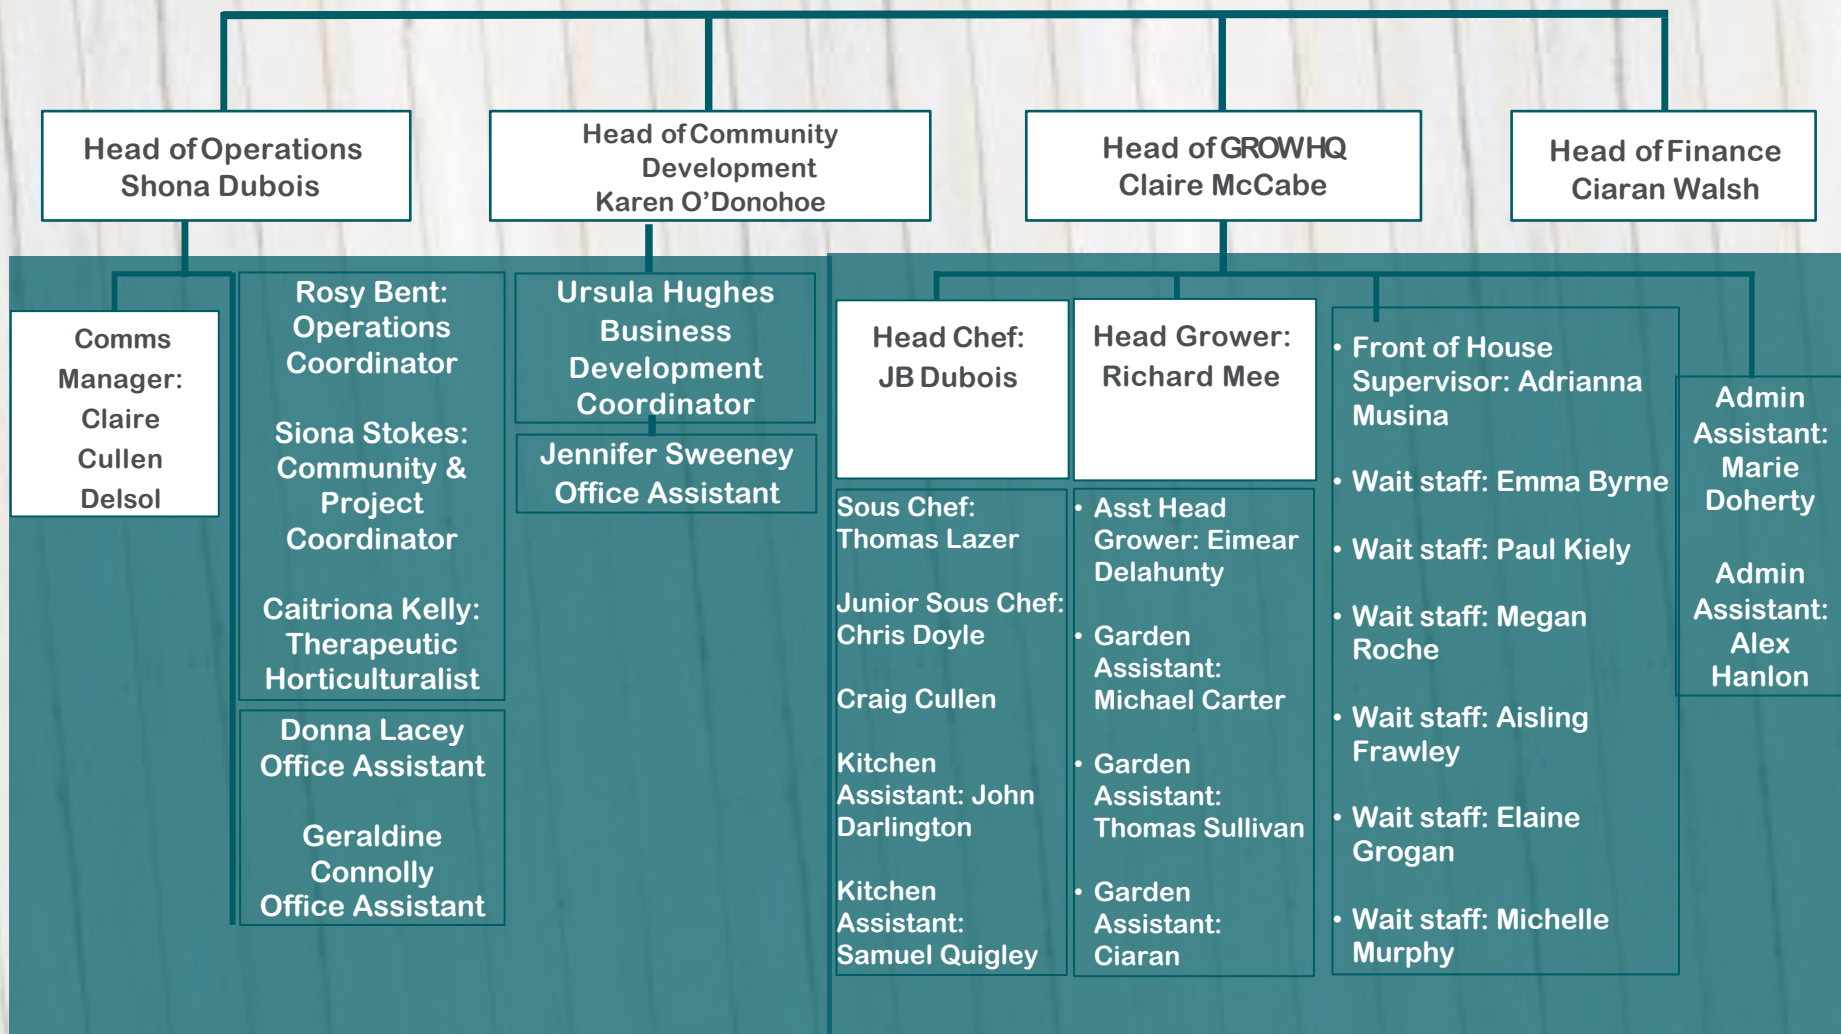 Head of Operations
Shona Dubois
Head of Community
Development
Karen O'Donohoe
Head of GROWHQ
Claire McCabe
Head of Finance
Ciaran Walsh
Comms
Manager:
Claire
Cullen
Delsol
Rosy Bent:
Operations
Coordinator
Siona Stokes:
Community &
Project
Coordinator
Caitriona Kelly:
Therapeutic
Horticulturalist
Donna Lacey
Office Assistant
Geraldine
Connolly
Office Assistant
Ursula Hughes
Business
Development
Coordinator
Jennifer Sweeney
Office Assistant
Head Chef:
JB Dubois
Sous Chef:
Thomas Lazer
Junior Sous Chef:
Chris Doyle
Craig Cullen
Kitchen
Assistant: John
Darlington
Kitchen
Assistant:
Samuel Quigley
Head Grower:
Richard Mee
• Asst Head
Grower: Eimear
Delahunty
• Garden
Assistant:
Michael Carter
• Garden
Assistant:
Thomas Sullivan
• Garden
Assistant:
Ciaran
• Front of House
Supervisor: Adrianna
Musina
• Wait staff: Emma Byrne
• Wait staff: Paul Kiely
• Wait staff: Megan
Roche
• Wait staff: Aisling
Frawley
• Wait staff: Elaine
Grogan
• Wait staff: Michelle
Murphy
Admin
Assistant:
Marie
Doherty
Admin
Assistant:
Alex
Hanlon